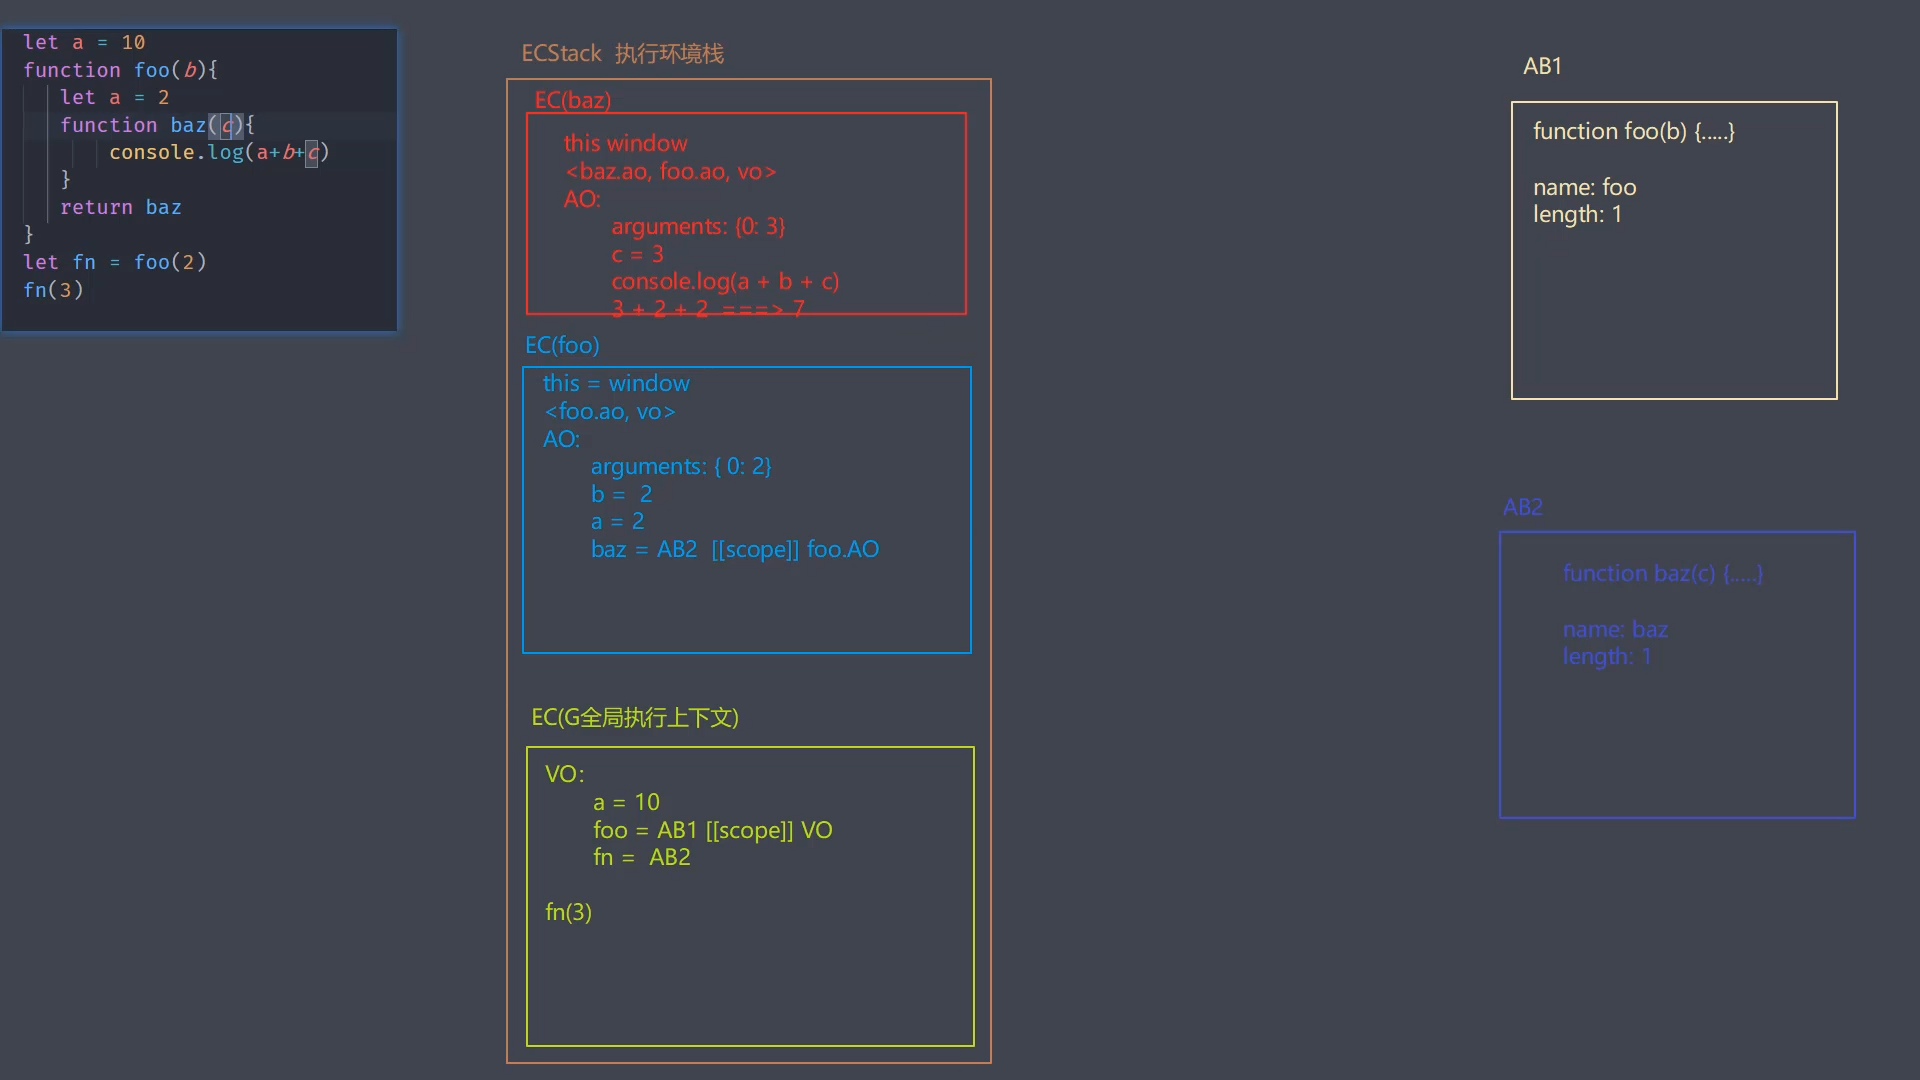 let a = 10
function foo(b){
let a = 2
function baz(c){
console.log(a+b+c)
}
return baz
}
let fn = foo(2)
fn(3)
ECStack 执行环境栈
EC(baz)
this window
<baz.ao, foo.ao, vo>
AO:
arguments: {0: 3}
c = 3
console.log(a + b + c)
3 + 2 + 2 ===> 7
EC(foo)
this = window
<foo.ao, vo>
AO:
arguments: { 0: 2}
b = 2
a = 2
baz = AB2 [[scope]] foo.AO
EC(G全局执行上下文)
VO:
a = 10
foo = AB1 [[scope]] VO
fn = AB2
fn(3)
AB1
function foo(b) {.....}
name: foo
length: 1
AB2
function baz(c) {.....}
name: baz
length: 1